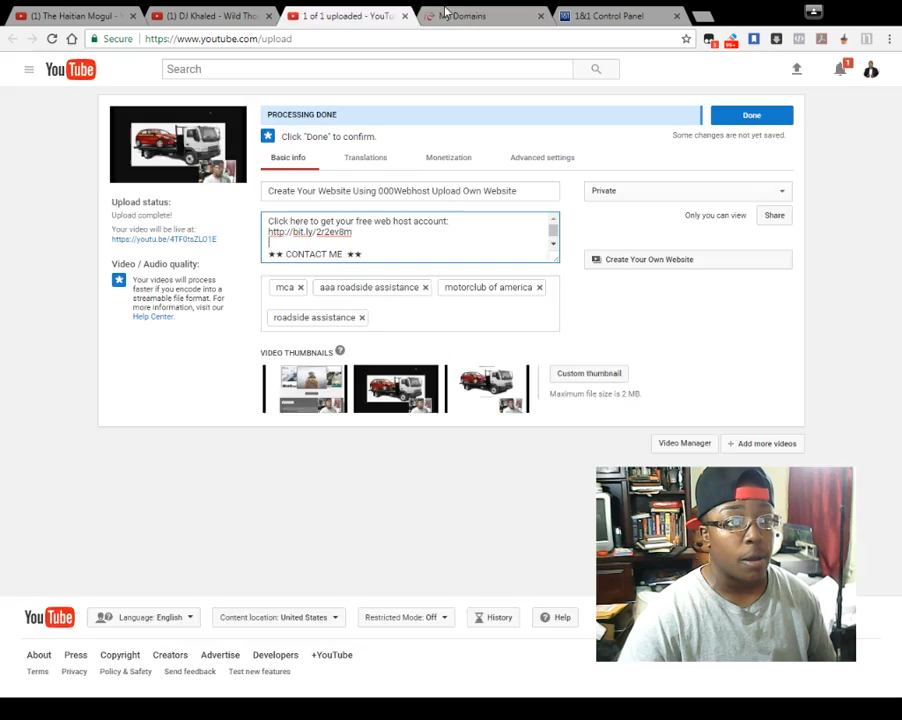 (1) The Haitian Mogul -
(1) DJ Khaled - Wild Tho
1 of 1 uploaded - YouTu
MyDomains
1&1 Control Panel
Secure
https://www.youtube.com/upload
YouTube
Search
1
PROCESSING DONE
Done
Click "Done" to confirm.
Some changes are not yet saved.
Basic info
Translations
Monetization
Advanced settings
Upload status:
Upload complete!
Your video will be live at:
https://youtu.be/4TF0tsZLO1E
Video / Audio quality:
Your videos will process
faster if you encode into a
streamable file format. For
more information, visit our
Help Center.
Create Your Website Using 000Webhost Upload Own Website
Private
Click here to get your free web host account:
http://bit.ly/2r2ev8m
★★ CONTACT ME ★★
Only you can view
Share
Create Your Own Website
mca
aaa roadside assistance
motorclub of america
roadside assistance
VIDEO THUMBNAILS
Custom thumbnail
Maximum file size is 2 MB.
Video Manager
+ Add more videos
YouTube
Language: English
Content location: United States
Restricted Mode: Off
History
Help
About
Press
Copyright
Creators
Advertise
Developers
+YouTube
Terms
Privacy
Policy & Safety
Send feedback
Test new features